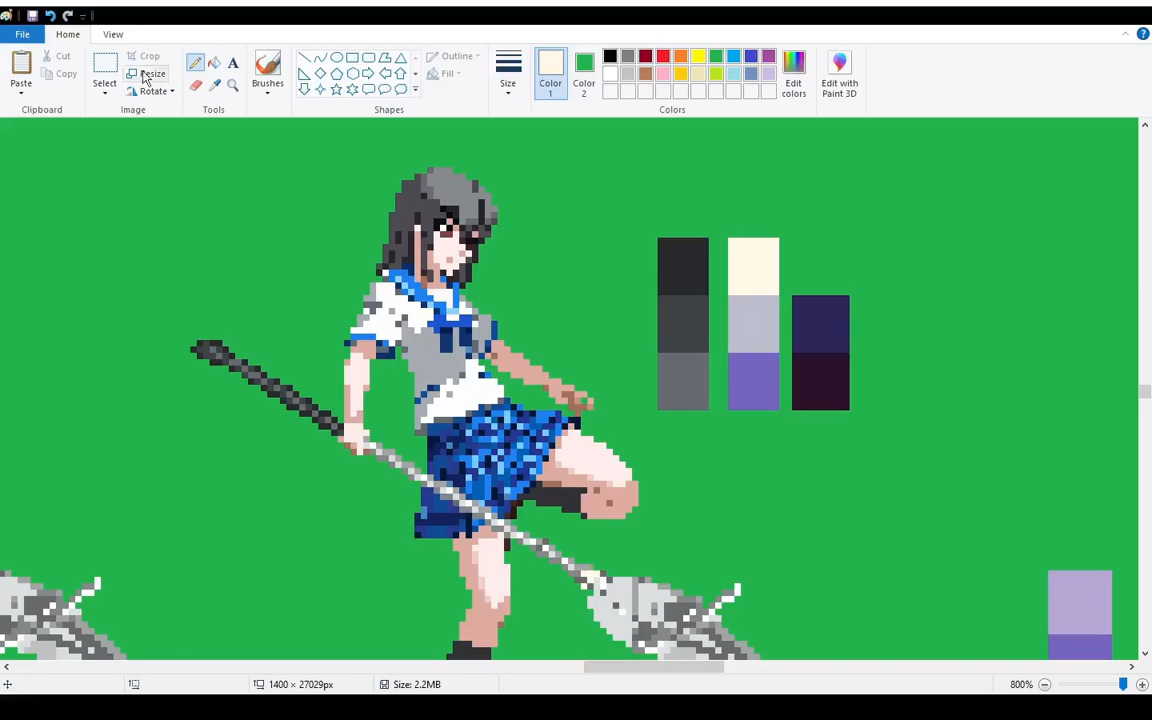 File Home View
Paste
Cut
Copy
Clipboard
Select
Crop
Resize
Rotate
Image
A
Tools
Brushes
Outline
Fill
Shapes
Size
Color
1
Color
2
Edit
colors
Colors
Edit with
Paint 3D
1400 × 27029px
Size: 2.2MB
800%